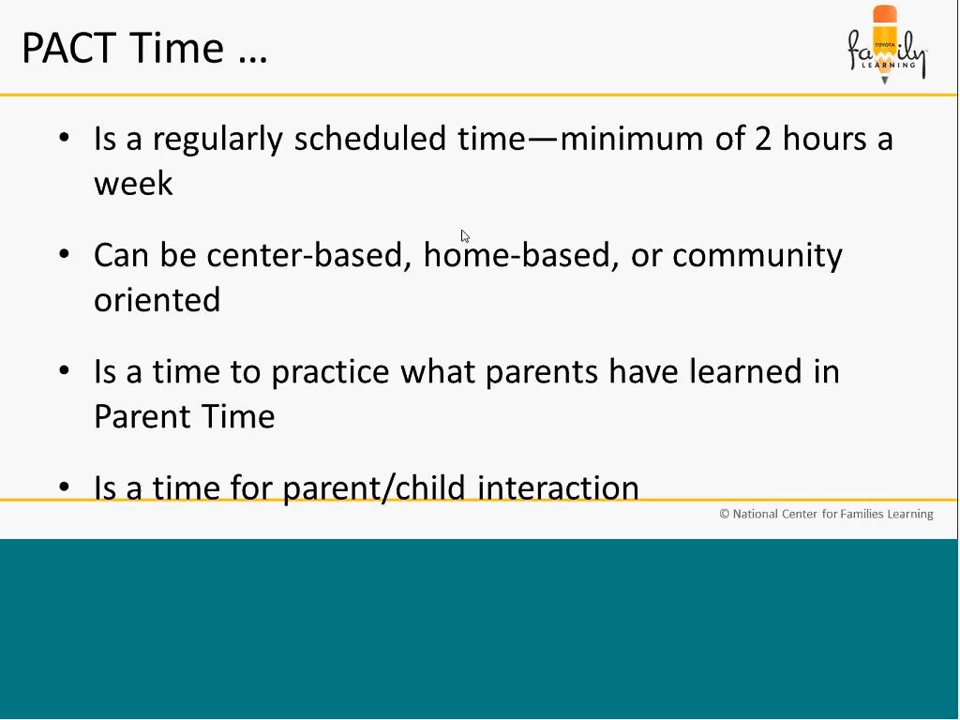 PACT Time ...
TOYOTA
family
LEARNING
• Is a regularly scheduled time—minimum of 2 hours a
week
• Can be center-based, home-based, or community
oriented
• Is a time to practice what parents have learned in
Parent Time
• Is a time for parent/child interaction
© National Center for Families Learning